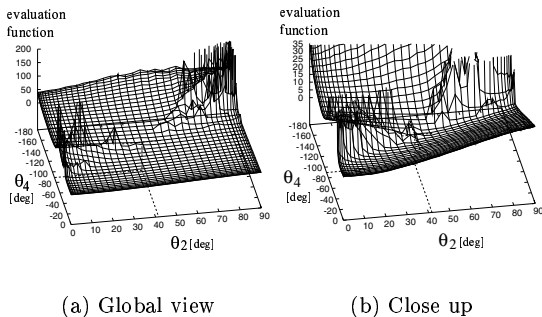 evaluation
function
200
150
100
50
0
-180
-160
-140
-120
-100
-80
-60
-40
-20
θ4
[deg]
0 10 20 30 40 50 60 70 80 90
θ2 [deg]
(a) Global view
evaluation
function
35
30
25
20
15
10
5
0
-180
-160
-140
-120
-100
-80
-60
-40
-20
θ4
[deg]
0 10 20 30 40 50 60 70 80 90
θ2 [deg]
(b) Close up